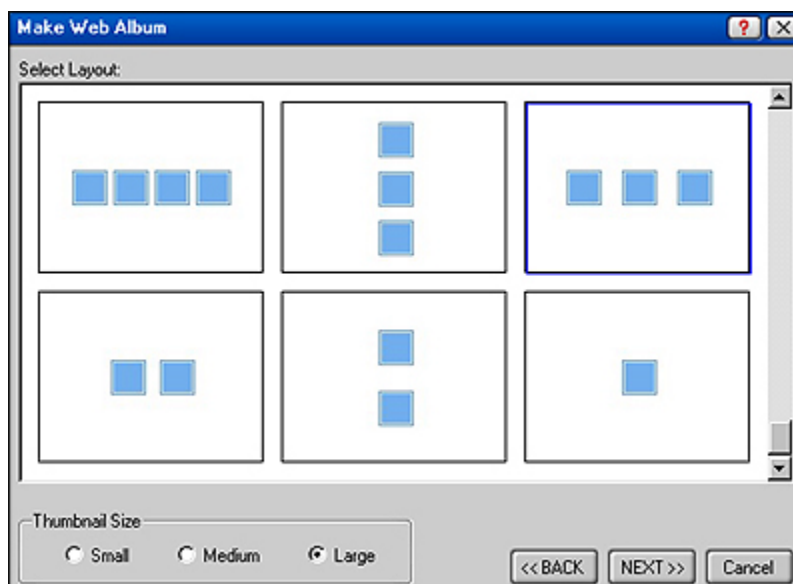 Make Web Album
?
Select Layout:
Thumbnail Size
Small Medium Large
<< BACK NEXT >> Cancel